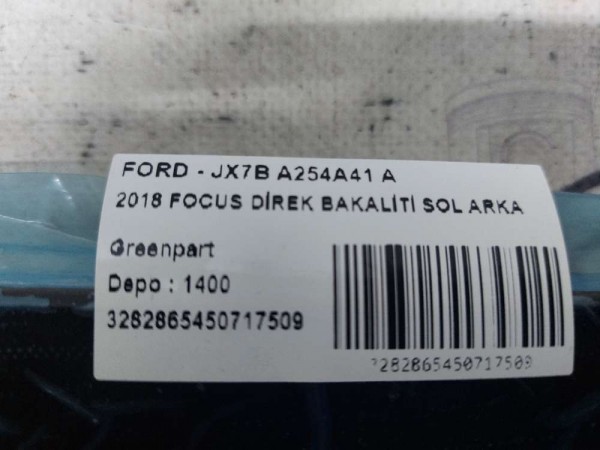 FORD - JX7B A254A41 A
2018 FOCUS DİREK BAKALİTİ SOL ARKA
Greenpart
Depo : 1400
3282865450717509
3282865450717509